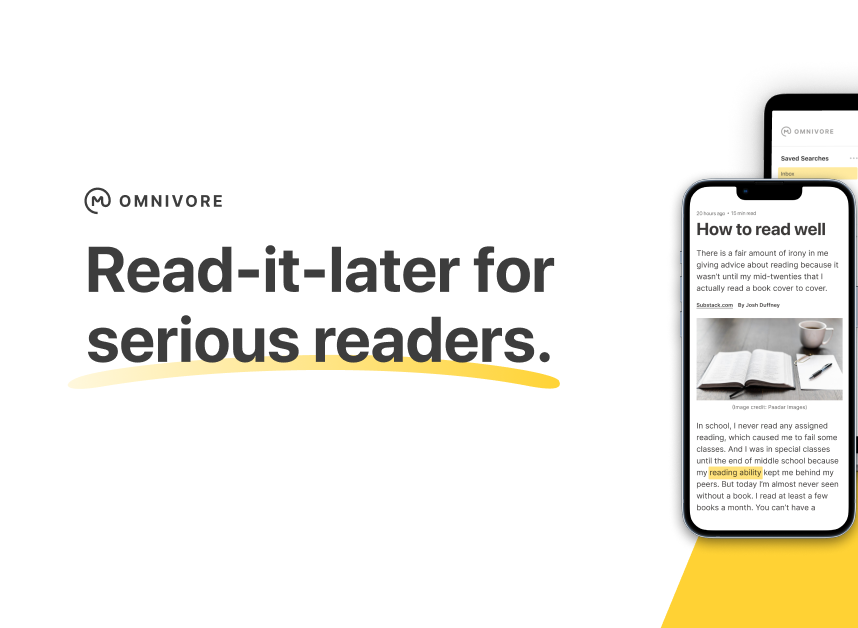 OMNIVORE
Read-it-later for
serious readers.
OMNIVORE
Saved Searches
Inbox
20 hours ago • 15 min read
How to read well
There is a fair amount of irony in me
giving advice about reading because it
wasn't until my mid-twenties that I
actually read a book cover to cover.
Substack.com By Josh Duffney
(Image credit: Paadar Images)
In school, I never read any assigned
reading, which caused me to fail some
classes. And I was in special classes
until the end of middle school because
my reading ability kept me behind my
peers. But today I'm almost never seen
without a book. I read at least a few
books a month. You can't have a